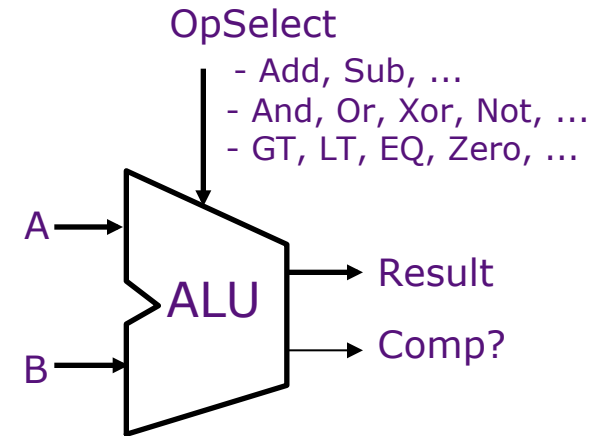 OpSelect
- Add, Sub, ...
- And, Or, Xor, Not, ...
- GT, LT, EQ, Zero, ...
A
ALU
Result
Comp?
B